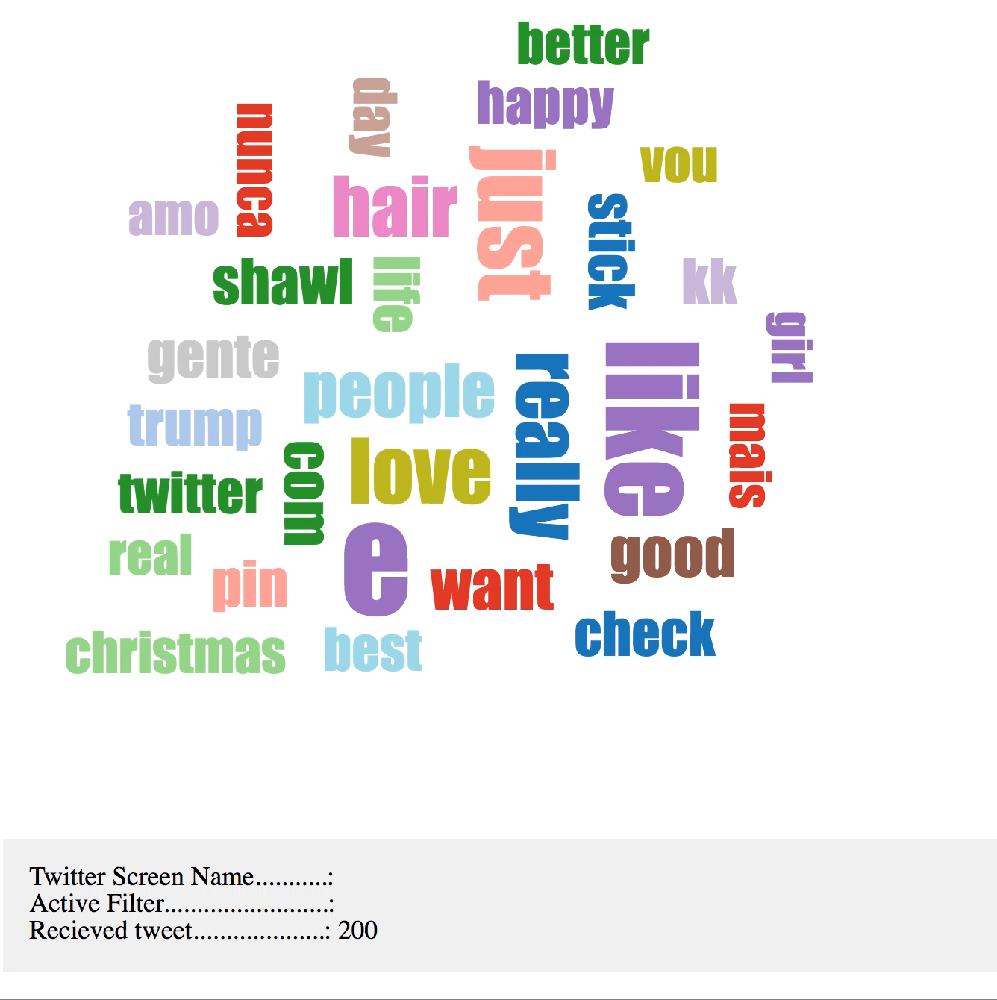 better
happy
day
nunca
just
vou
hair
amo
stick
shawl
life
kk
girl
gente
people
really
like
trump
mais
com
love
twitter
e
good
real
pin
want
check
christmas
best
Twitter Screen Name...........:
Active Filter.........................:
Recieved tweet....................: 200